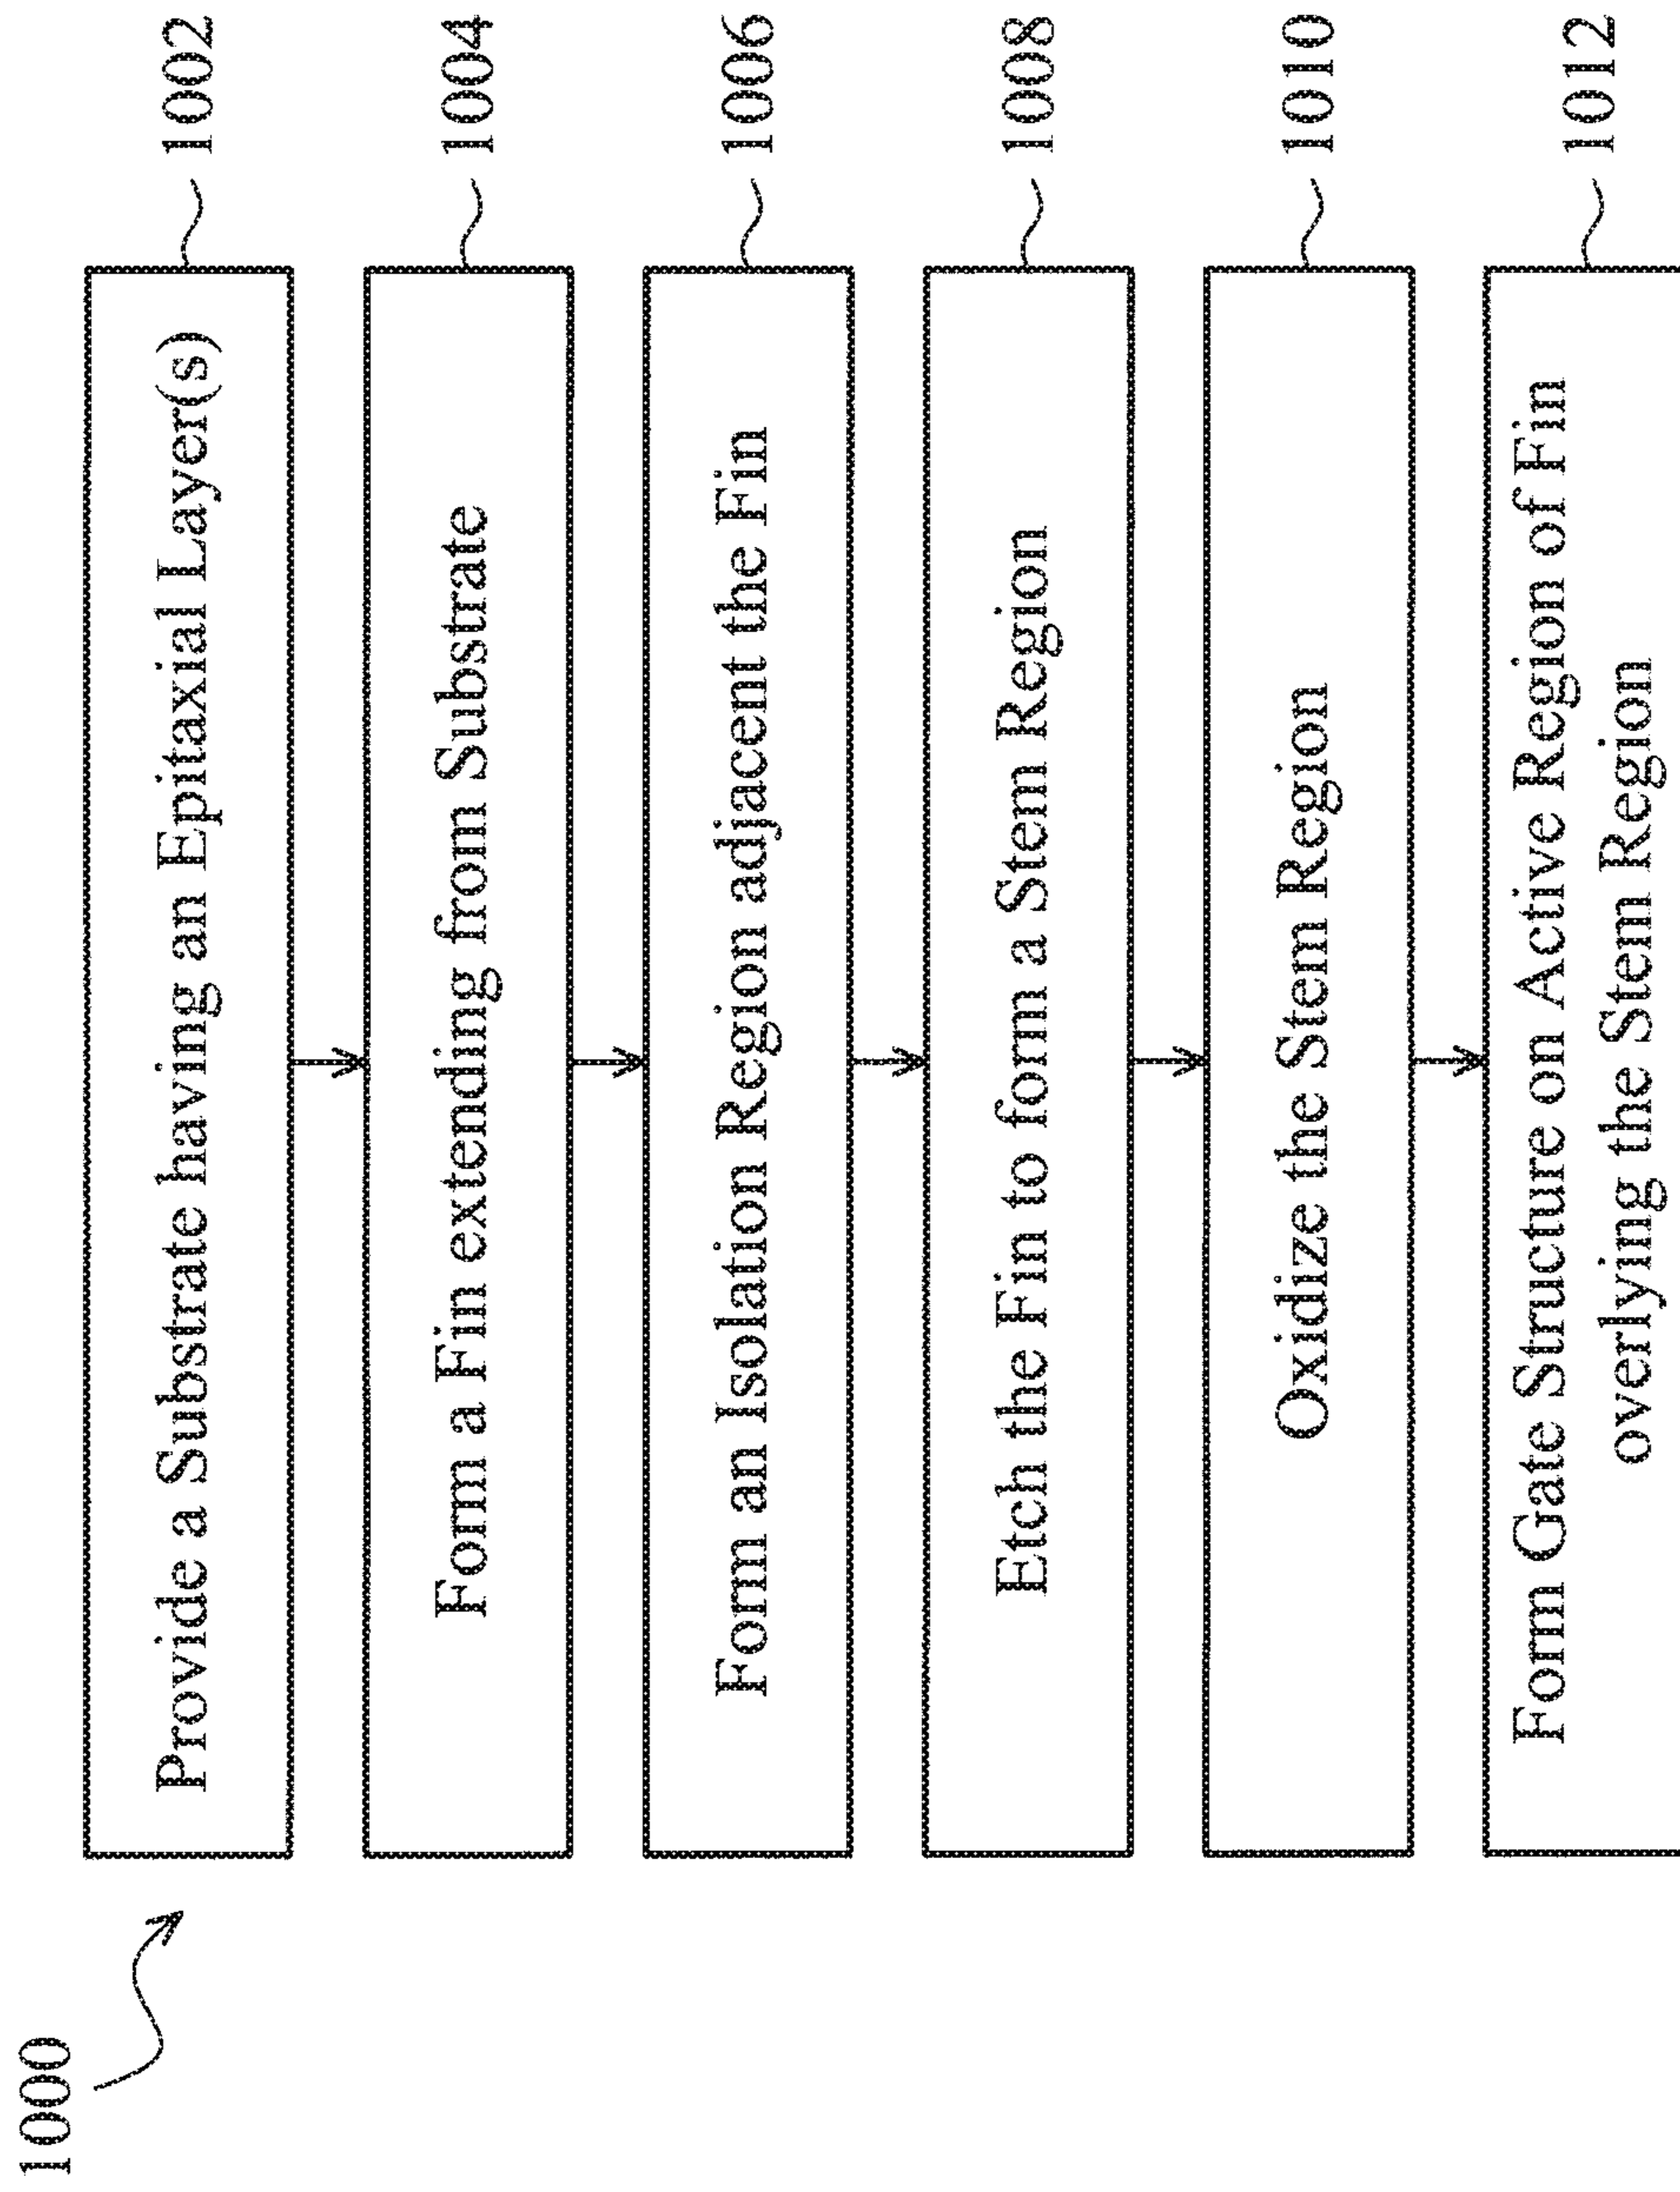 1000
Provide a Substrate having an Epitaxial Layer(s)
1002
Form a Fin extending from Substrate
1004
Form an Isolation Region adjacent the Fin
1006
Etch the Fin to form a Stem Region
1008
Oxidize the Stem Region
1010
Form Gate Structure on Active Region of Fin
overlying the Stem Region
1012